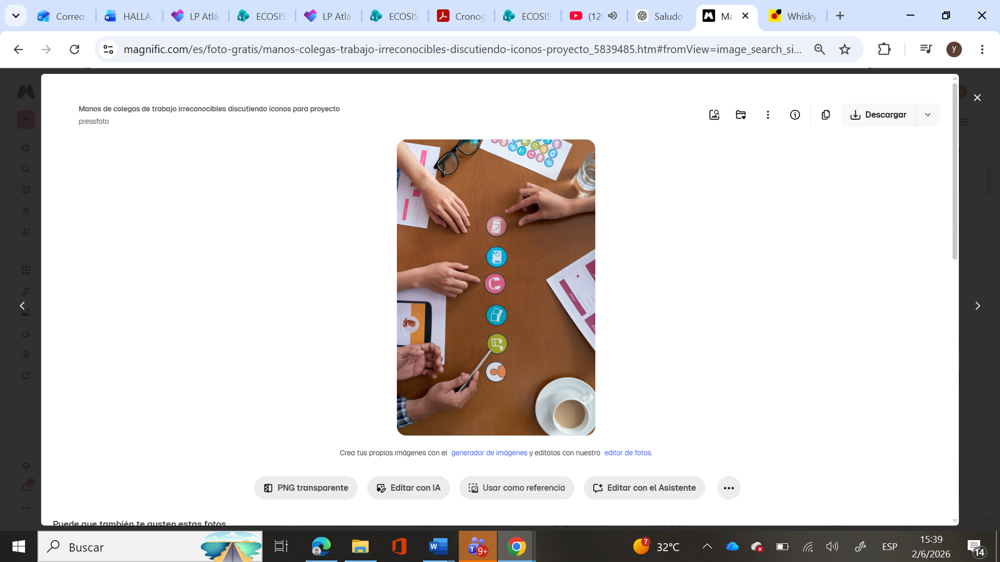 Correo
HALLA
LP Atlá
ECOSIS
LP Atlá
ECOSIS
Cronog
ECOSIS
(12
Saludo
Ma
Whisky
magnific.com/es/foto-gratis/manos-colegas-trabajo-irreconocibles-discutiendo-iconos-proyecto_5839485.htm#fromView=image_search_si...
y
Manos de colegas de trabajo irreconocibles discutiendo iconos para proyecto
pressfoto
Descargar
Crea tus propias imágenes con el generador de imágenes y edítalas con nuestro editor de fotos.
PNG transparente
Editar con IA
Usar como referencia
Editar con el Asistente
Puede que también te gusten estas fotos
Buscar
9+
7
32°C
ESP
15:39
2/6/2026
14